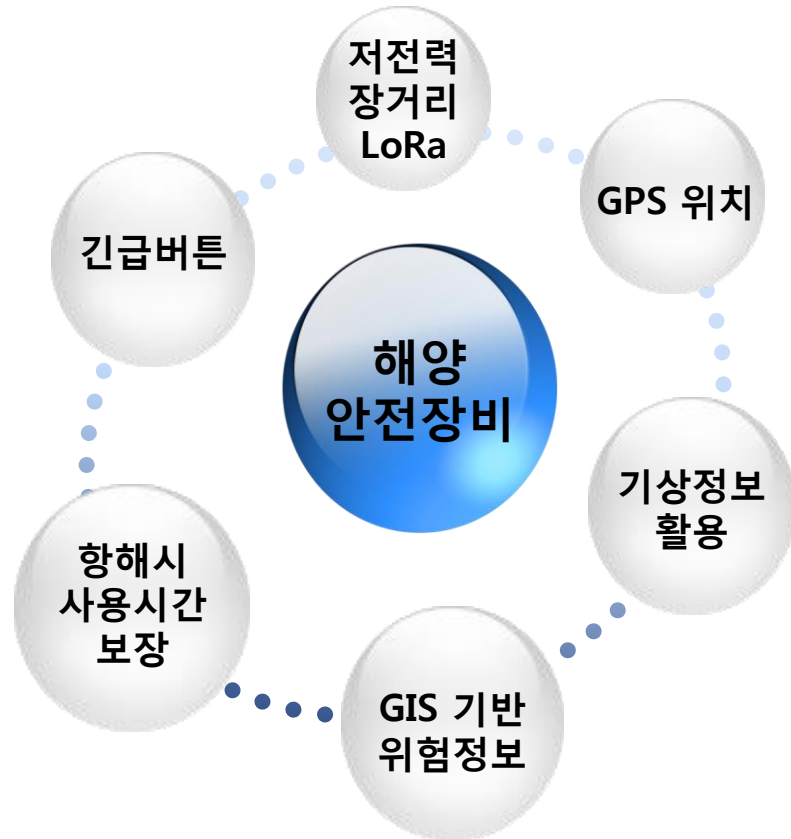 저전력
장거리
LoRa
GPS 위치
긴급버튼
해양
안전장비
기상정보
활용
항해시
사용시간
보장
GIS 기반
위험정보